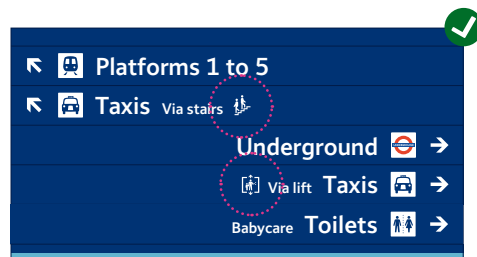 Platforms 1 to 5
Taxis Via stairs
Underground
Via lift Taxis
Babycare Toilets